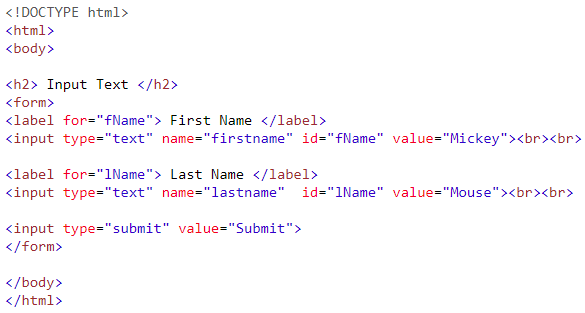 <!DOCTYPE html>
<html>
<body>
<h2> Input Text </h2>
<form>
<label for="fName"> First Name </label>
<input type="text" name="firstname" id="fName" value="Mickey"><br><br>
<label for="lName"> Last Name </label>
<input type="text" name="lastname"  id="lName" value="Mouse"><br><br>
<input type="submit" value="Submit">
</form>
</body>
</html>